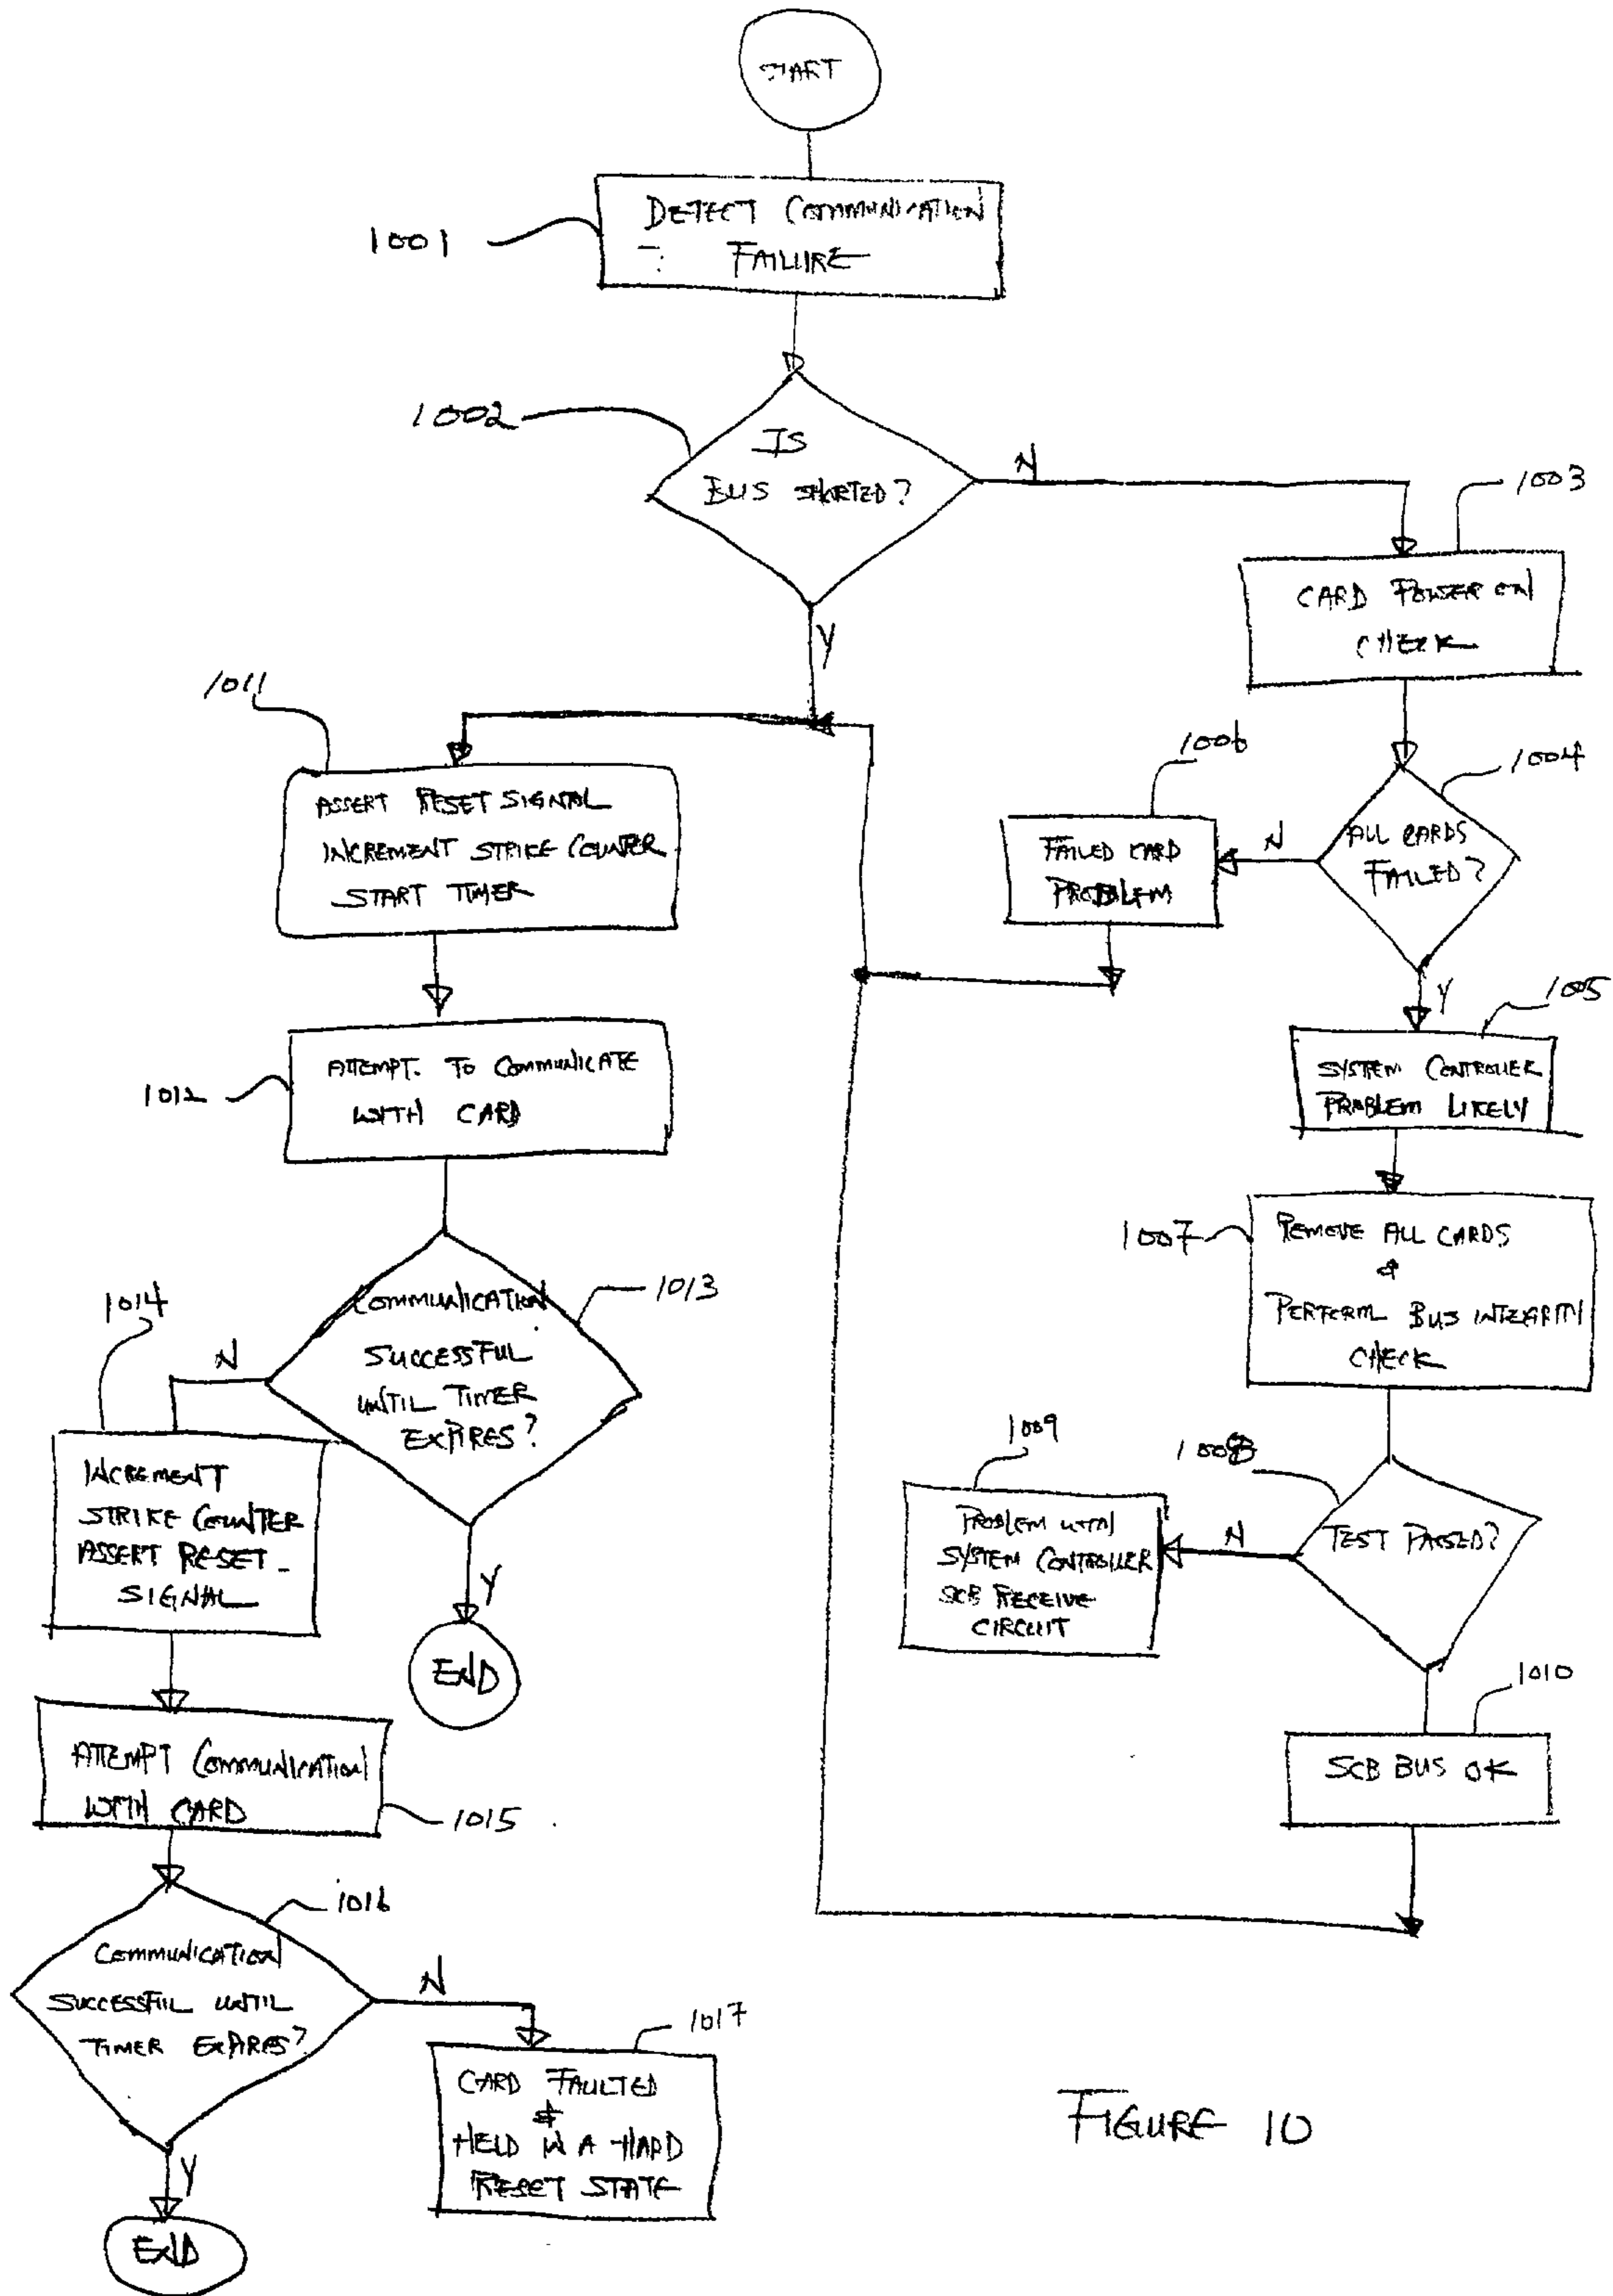 START
DETECT COMMUNICATION
FAILURE
1001
IS
BUS SHORTED?
1002
N
Y
1003
CARD POWER ON
CHECK
1004
ALL CARDS
FAILED?
N
Y
1006
FAILED CARD
PROBLEM
1005
SYSTEM CONTROLLER
PROBLEM LIKELY
1007
REMOVE ALL CARDS
&
PERFORM BUS INTEGRITY
CHECK
1008
TEST PASSED?
N
1009
PROBLEM WITH
SYSTEM CONTROLLER
SCB RECEIVE
CIRCUIT
1010
SCB BUS OK
1011
ASSERT RESET SIGNAL
INCREMENT STRIKE COUNTER
START TIMER
1012
ATTEMPT TO COMMUNICATE
WITH CARD
1013
COMMUNICATION
SUCCESSFUL
UNTIL TIMER
EXPIRES?
N
Y
END
1014
INCREMENT
STRIKE COUNTER
ASSERT RESET
SIGNAL
ATTEMPT COMMUNICATION
WITH CARD
1015
1016
COMMUNICATION
SUCCESSFUL UNTIL
TIMER EXPIRES?
N
Y
END
1017
CARD FAULTED
&
HELD IN A HARD
RESET STATE
FIGURE 10